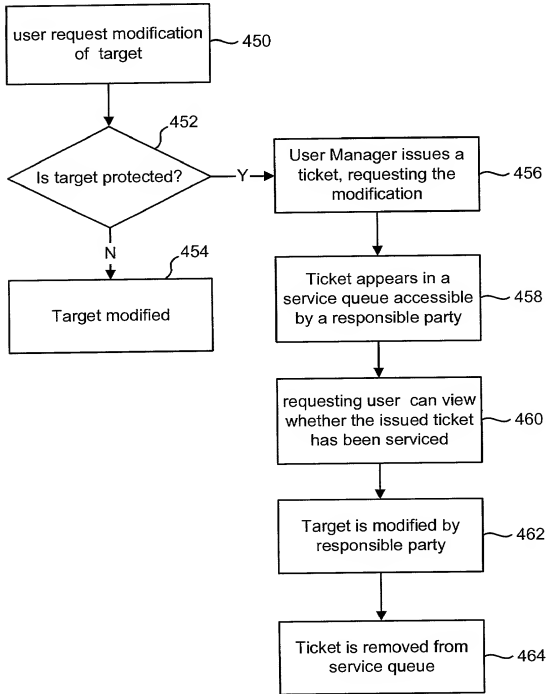 user request modification
of target
450
452
Is target protected?
Y
User Manager issues a
ticket, requesting the
modification
456
N
454
Target modified
Ticket appears in a
service queue accessible
by a responsible party
458
requesting user can view
whether the issued ticket
has been serviced
460
Target is modified by
responsible party
462
Ticket is removed from
service queue
464